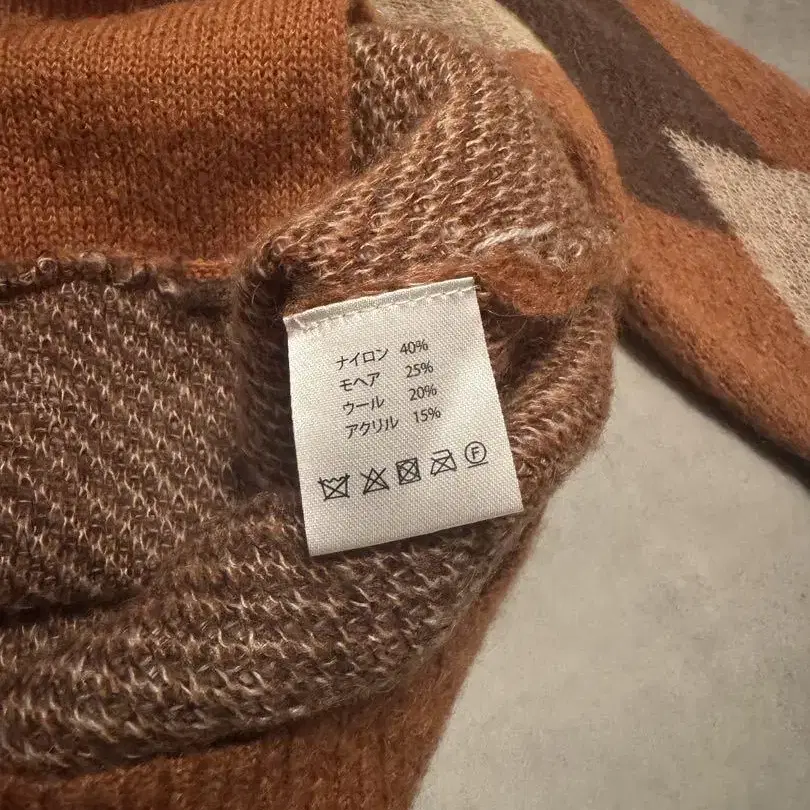 ナイロン 40%
モヘア 25%
ウール 20%
アクリル 15%
F